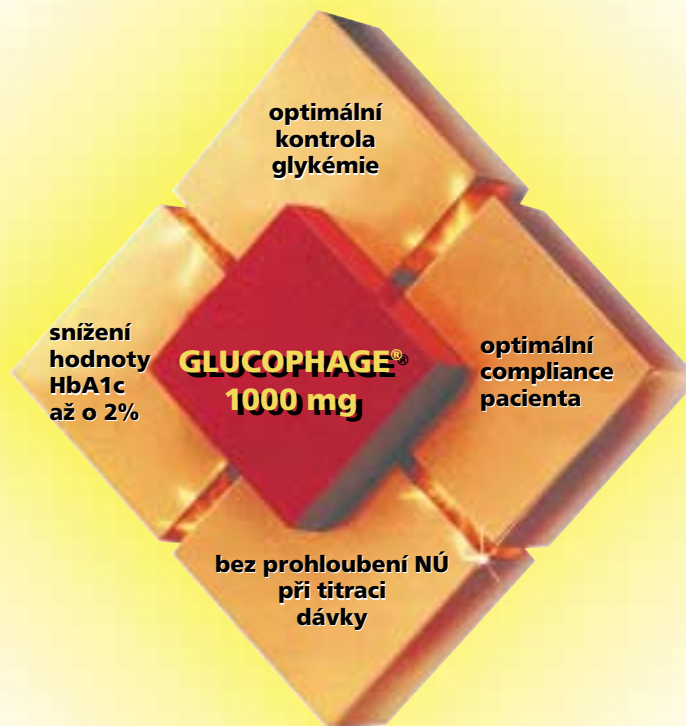 optimální
kontrola
glykémie
snížení
hodnoty
HbA1c
až o 2%
GLUCOPHAGE®
1000 mg
optimální
compliance
pacienta
bez prohloubení NÚ
při titraci
dávky